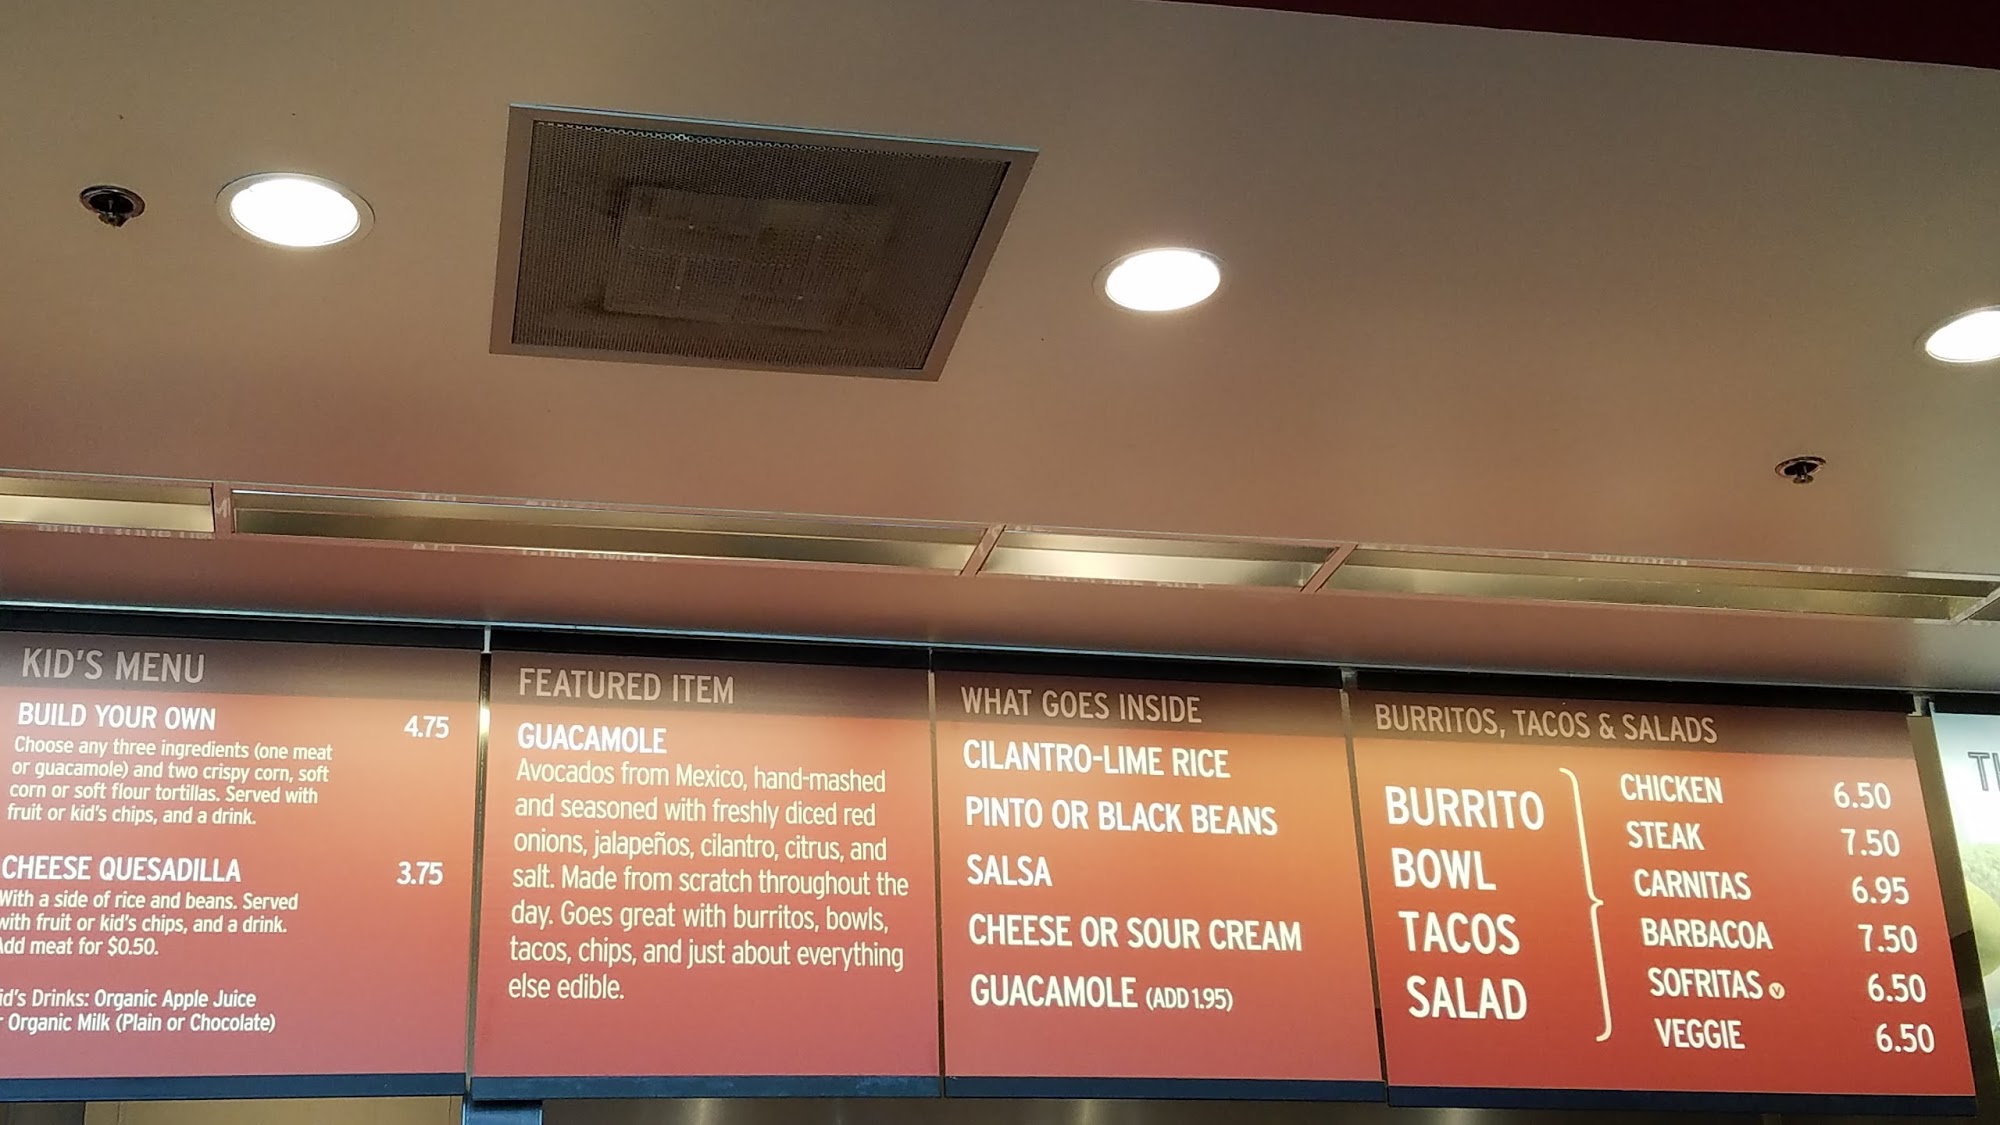 KID'S MENU
BUILD YOUR OWN 4.75
Choose any three ingredients (one meat
or guacamole) and two crispy corn, soft
corn or soft flour tortillas. Served with
fruit or kid's chips, and a drink.
CHEESE QUESADILLA 3.75
With a side of rice and beans. Served
with fruit or kid's chips, and a drink.
Add meat for $0.50.
id's Drinks: Organic Apple Juice
r Organic Milk (Plain or Chocolate)
FEATURED ITEM
GUACAMOLE
Avocados from Mexico, hand-mashed
and seasoned with freshly diced red
onions, jalapeños, cilantro, citrus, and
salt. Made from scratch throughout the
day. Goes great with burritos, bowls,
tacos, chips, and just about everything
else edible.
WHAT GOES INSIDE
CILANTRO-LIME RICE
PINTO OR BLACK BEANS
SALSA
CHEESE OR SOUR CREAM
GUACAMOLE (ADD 1.95)
BURRITOS, TACOS & SALADS
BURRITO
BOWL
TACOS
SALAD
CHICKEN 6.50
STEAK 7.50
CARNITAS 6.95
BARBACOA 7.50
SOFRITAS V 6.50
VEGGIE 6.50